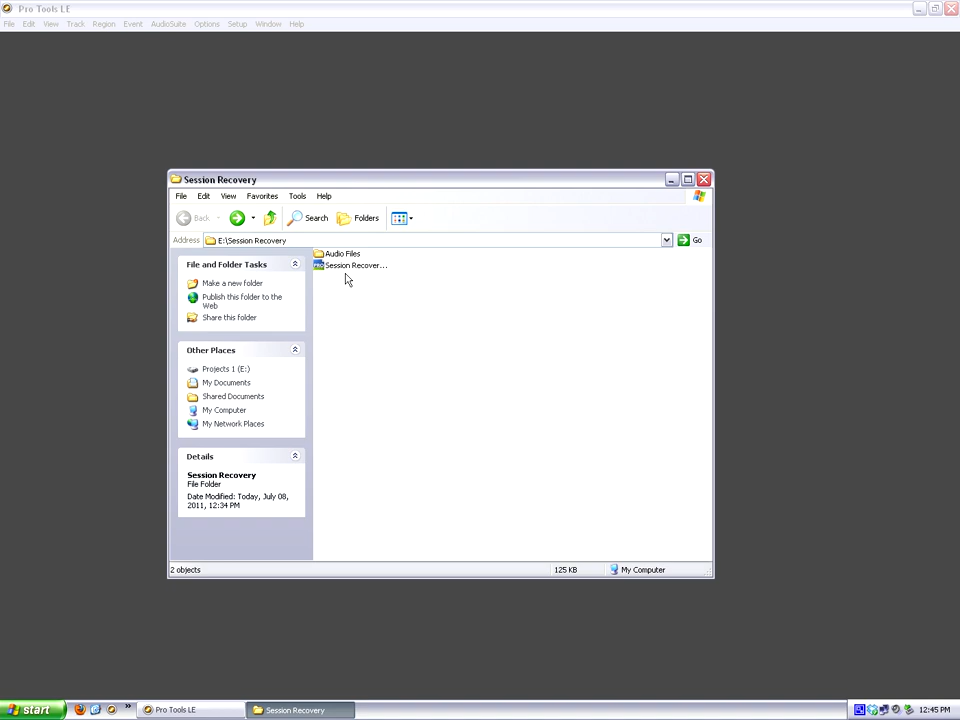 Pro Tools LE
File Edit View Track Region Event AudioSuite Options Setup Window Help
Session Recovery
File Edit View Favorites Tools Help
Back Search Folders
Address E:\Session Recovery Go
File and Folder Tasks
Make a new folder
Publish this folder to the
Web
Share this folder
Other Places
Projects 1 (E:)
My Documents
Shared Documents
My Computer
My Network Places
Details
Session Recovery
File Folder
Date Modified: Today, July 08,
2011, 12:34 PM
Audio Files
Session Recover...
2 objects 125 KB My Computer
start Pro Tools LE Session Recovery 12:45 PM